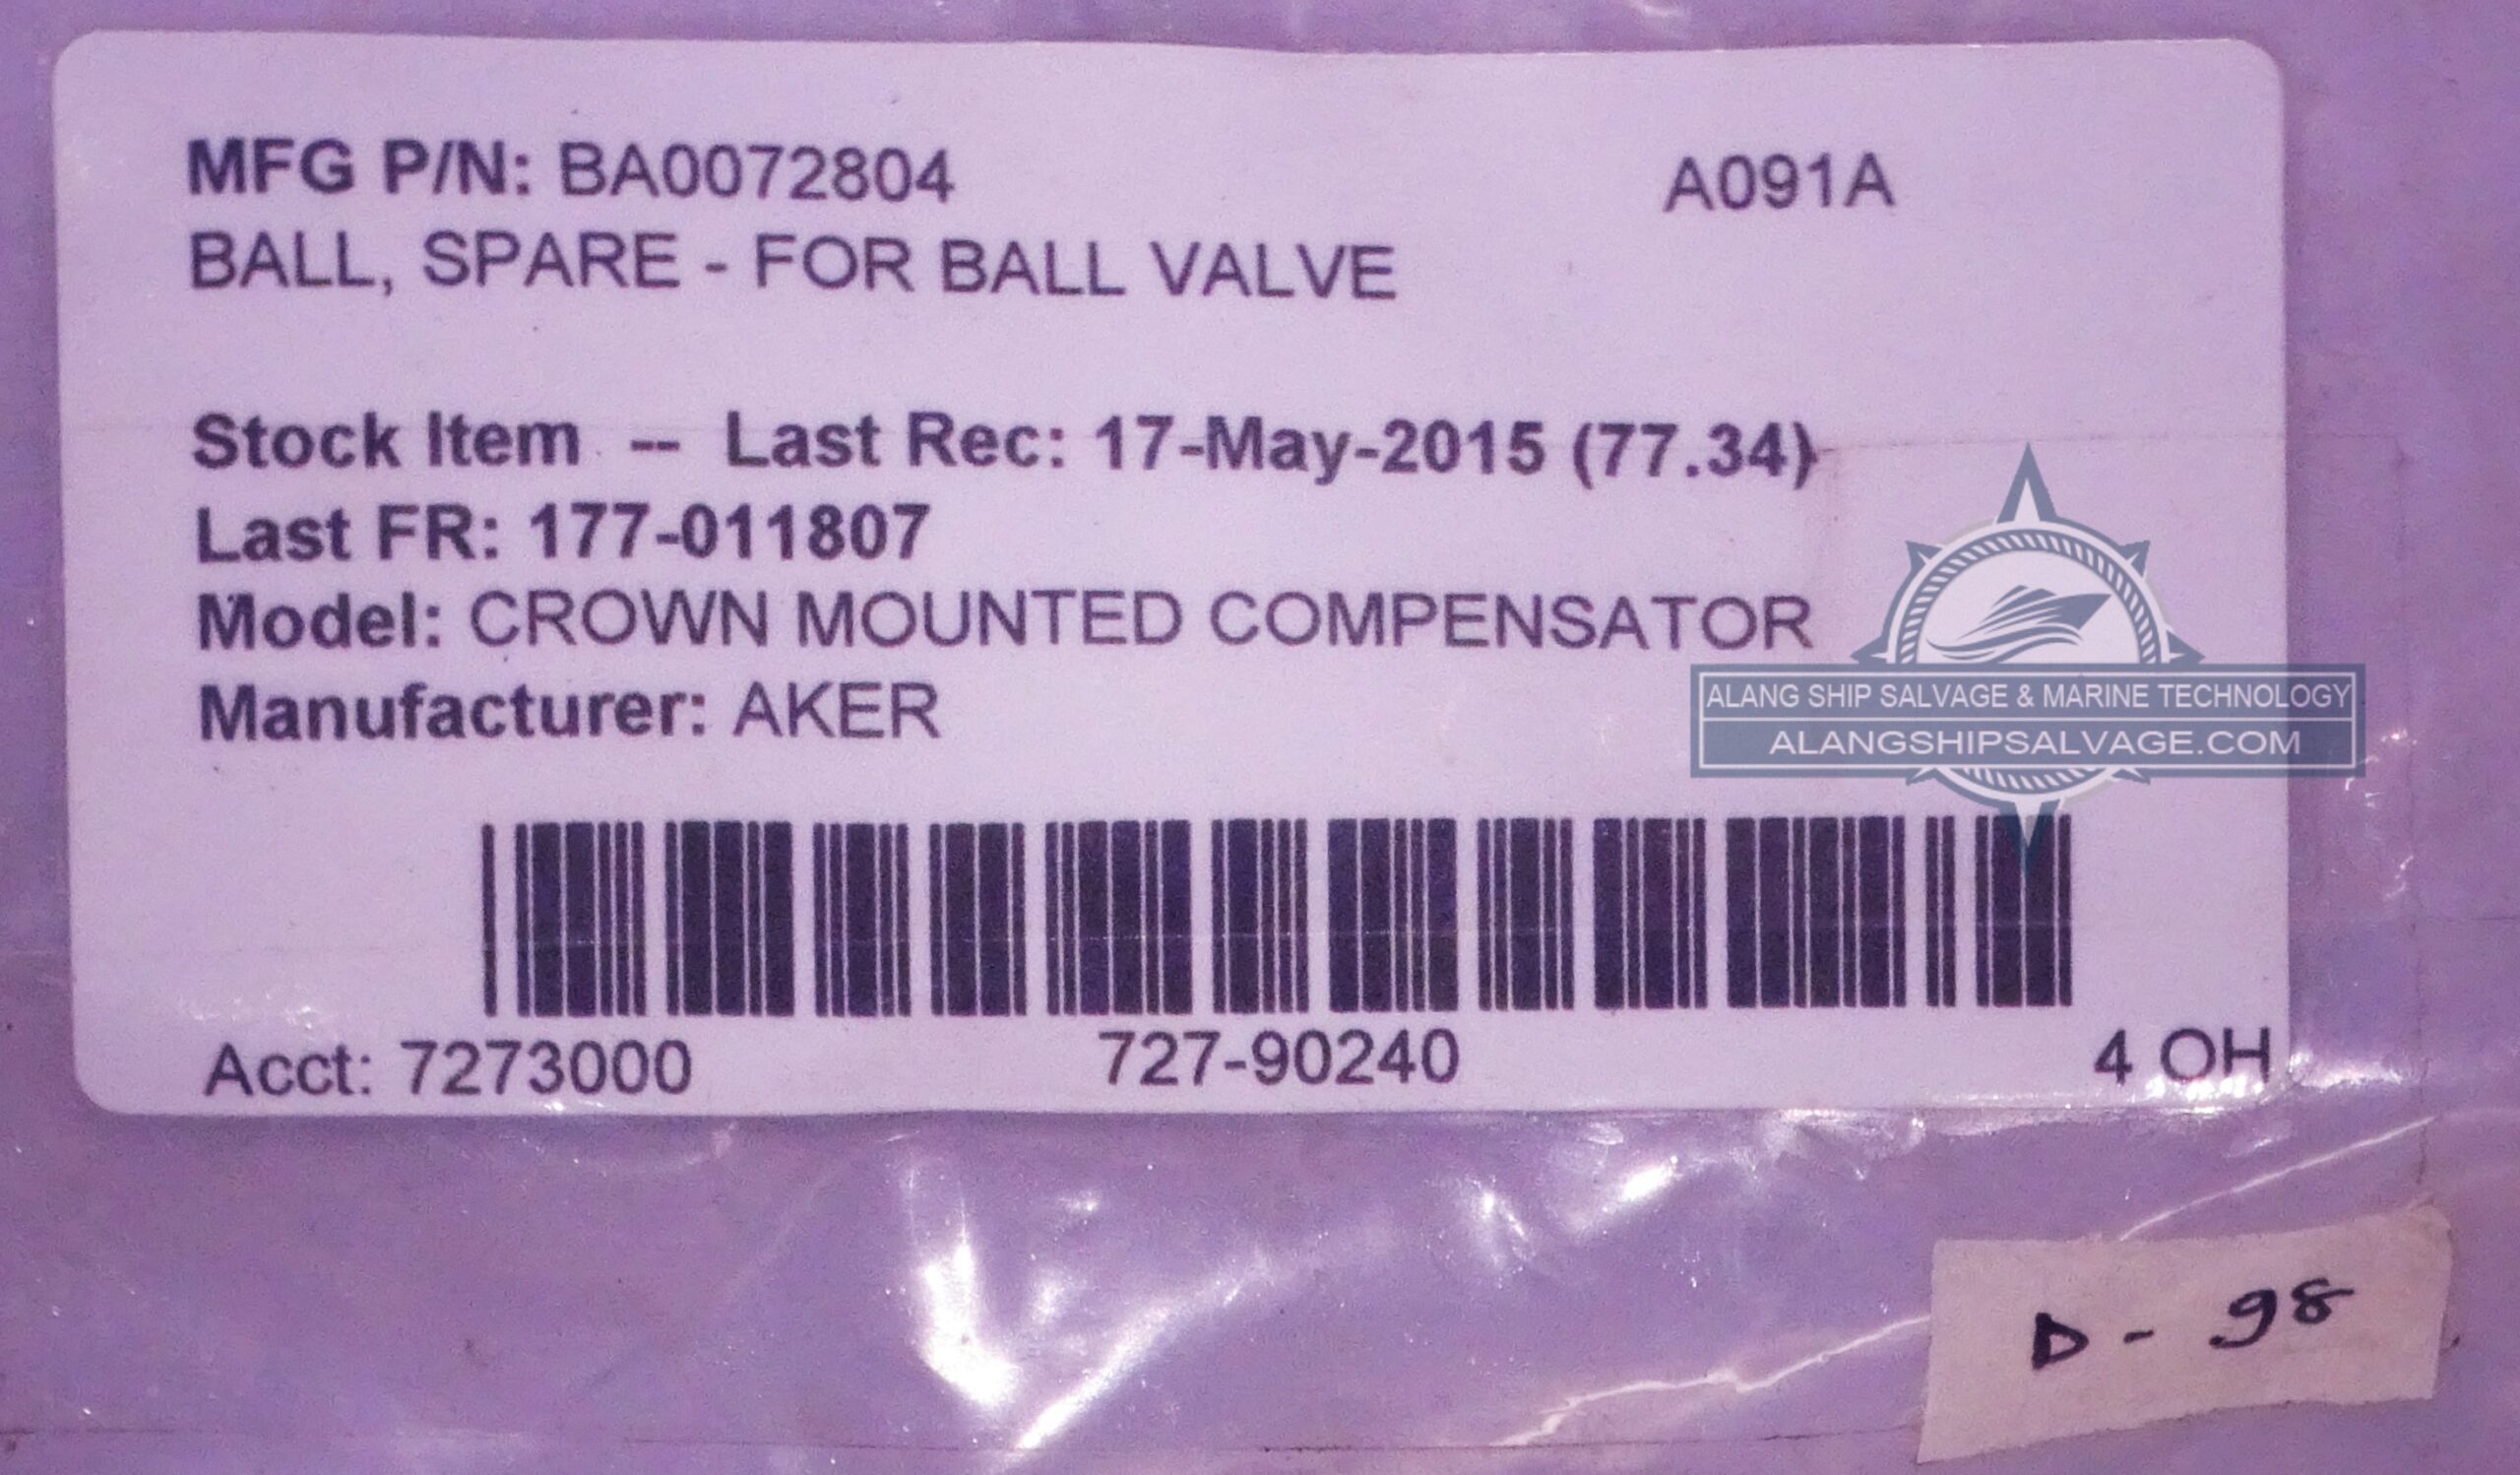 MFG P/N: BA0072804 A091A
BALL, SPARE - FOR BALL VALVE
Stock Item -- Last Rec: 17-May-2015 (77.34)
Last FR: 177-011807
Model: CROWN MOUNTED COMPENSATOR
Manufacturer: AKER
ALANG SHIP SALVAGE & MARINE TECHNOLOGY
ALANGSHIPSALVAGE.COM
Acct: 7273000 727-90240 4 OH
D - 98